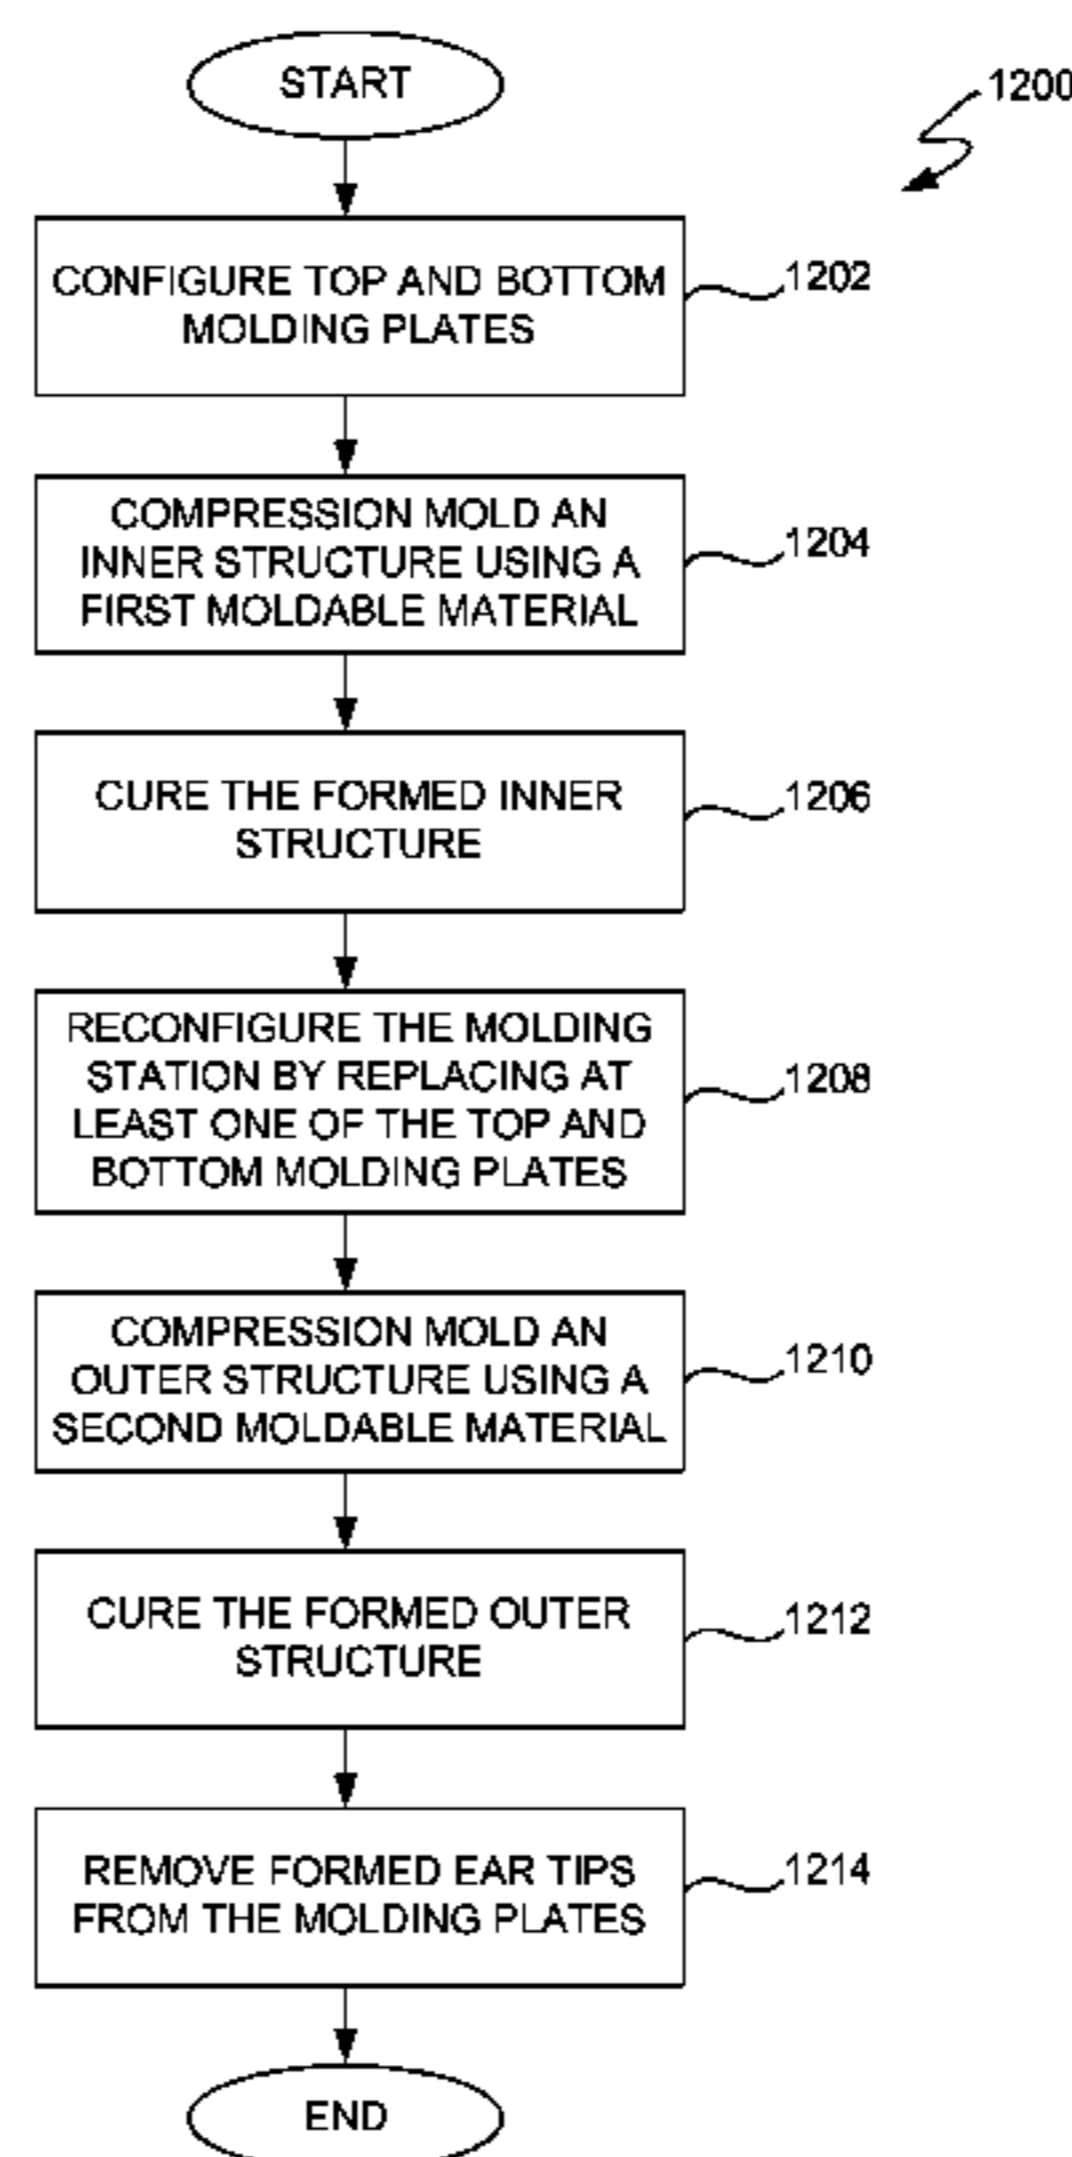 START
1200
CONFIGURE TOP AND BOTTOM
MOLDING PLATES
1202
COMPRESSION MOLD AN
INNER STRUCTURE USING A
FIRST MOLDABLE MATERIAL
1204
CURE THE FORMED INNER
STRUCTURE
1206
RECONFIGURE THE MOLDING
STATION BY REPLACING AT
LEAST ONE OF THE TOP AND
BOTTOM MOLDING PLATES
1208
COMPRESSION MOLD AN
OUTER STRUCTURE USING A
SECOND MOLDABLE MATERIAL
1210
CURE THE FORMED OUTER
STRUCTURE
1212
REMOVE FORMED EAR TIPS
FROM THE MOLDING PLATES
1214
END